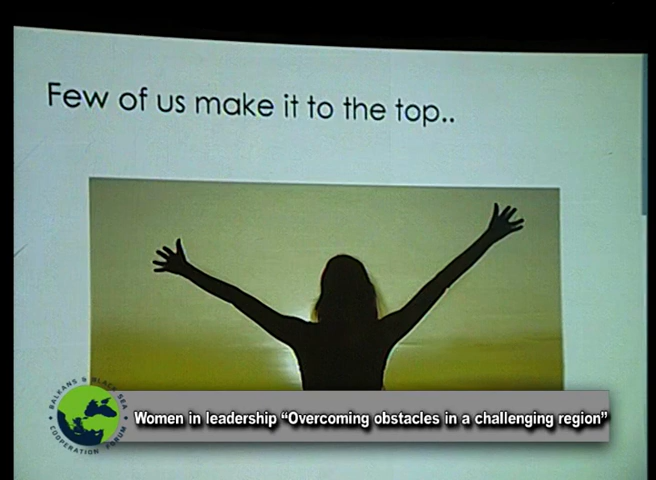 Few of us make it to the top..
BALKANS & BLACK SEA
COOPERATION FORUM
Women in leadership “Overcoming obstacles in a challenging region”